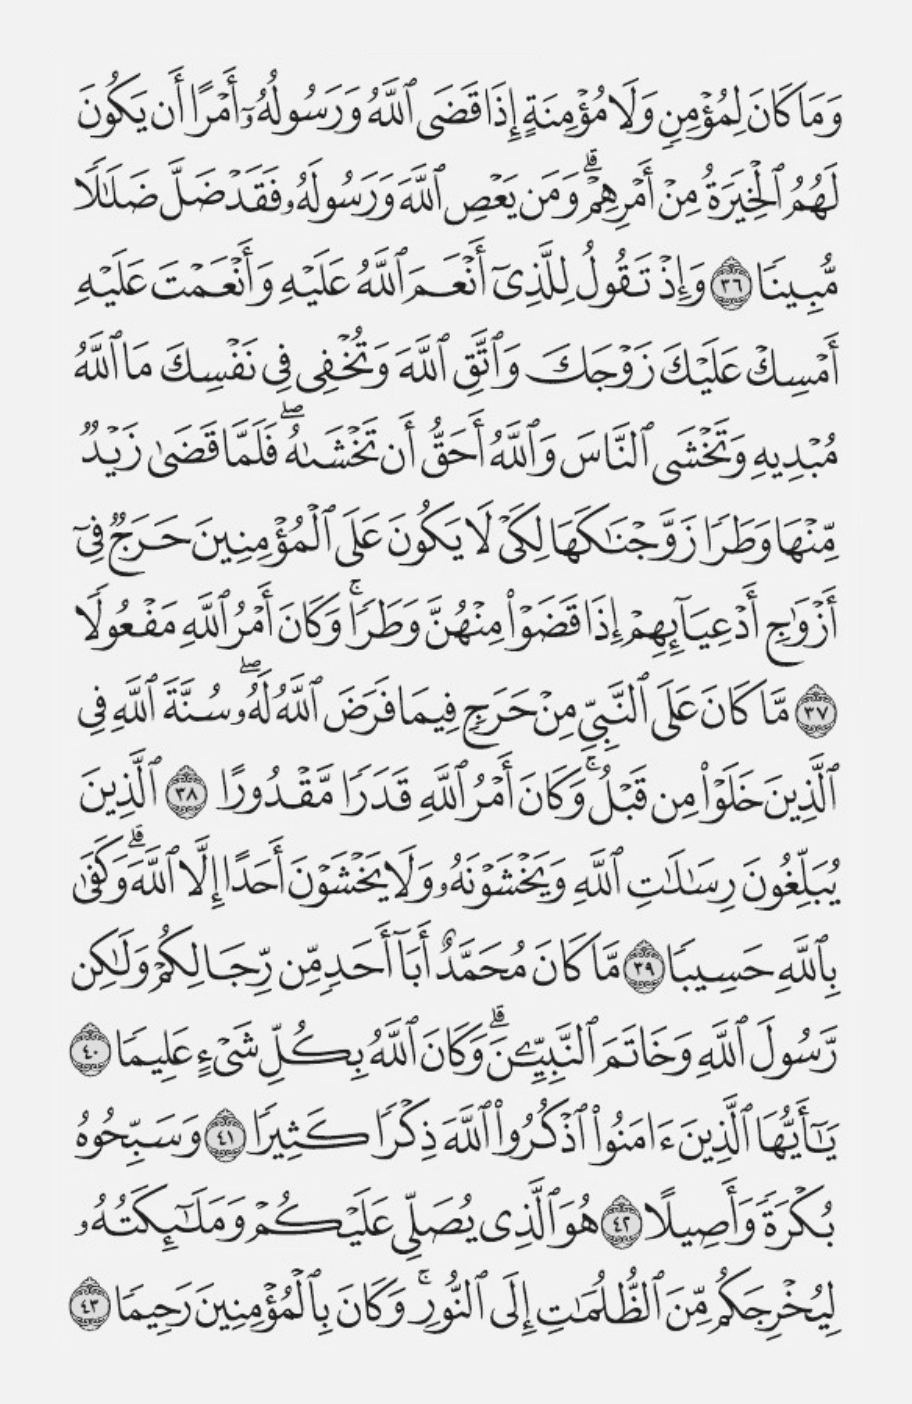 وَمَا كَانَ لِمُؤْمِنٍ وَلَا مُؤْمِنَةٍ إِذَا قَضَى ٱللَّهُ وَرَسُولُهُۥٓ أَمْرًا أَن يَكُونَ
لَهُمُ ٱلْخِيَرَةُ مِنْ أَمْرِهِمْ ۗ وَمَن يَعْصِ ٱللَّهَ وَرَسُولَهُۥ فَقَدْ ضَلَّ ضَلَـٰلًا
مُّبِينًا ٣٦ وَإِذْ تَقُولُ لِلَّذِىٓ أَنْعَمَ ٱللَّهُ عَلَيْهِ وَأَنْعَمْتَ عَلَيْهِ
أَمْسِكْ عَلَيْكَ زَوْجَكَ وَٱتَّقِ ٱللَّهَ وَتُخْفِى فِى نَفْسِكَ مَا ٱللَّهُ
مُبْدِيهِ وَتَخْشَى ٱلنَّاسَ وَٱللَّهُ أَحَقُّ أَن تَخْشَىٰهُ ۖ فَلَمَّا قَضَىٰ زَيْدٌ
مِّنْهَا وَطَرًا زَوَّجْنَـٰكَهَا لِكَىْ لَا يَكُونَ عَلَى ٱلْمُؤْمِنِينَ حَرَجٌ فِىٓ
أَزْوَٰجِ أَدْعِيَآئِهِمْ إِذَا قَضَوْا۟ مِنْهُنَّ وَطَرًا ۚ وَكَانَ أَمْرُ ٱللَّهِ مَفْعُولًا
٣٧ مَّا كَانَ عَلَى ٱلنَّبِىِّ مِنْ حَرَجٍ فِيمَا فَرَضَ ٱللَّهُ لَهُۥ ۖ سُنَّةَ ٱللَّهِ فِى
ٱلَّذِينَ خَلَوْا۟ مِن قَبْلُ ۚ وَكَانَ أَمْرُ ٱللَّهِ قَدَرًا مَّقْدُورًا ٣٨ ٱلَّذِينَ
يُبَلِّغُونَ رِسَـٰلَـٰتِ ٱللَّهِ وَيَخْشَوْنَهُۥ وَلَا يَخْشَوْنَ أَحَدًا إِلَّا ٱللَّهَ ۗ وَكَفَىٰ
بِٱللَّهِ حَسِيبًا ٣٩ مَّا كَانَ مُحَمَّدٌ أَبَآ أَحَدٍ مِّن رِّجَالِكُمْ وَلَـٰكِن
رَّسُولَ ٱللَّهِ وَخَاتَمَ ٱلنَّبِيِّـۧنَ ۗ وَكَانَ ٱللَّهُ بِكُلِّ شَىْءٍ عَلِيمًا ٤٠
يَـٰٓأَيُّهَا ٱلَّذِينَ ءَامَنُوا۟ ٱذْكُرُوا۟ ٱللَّهَ ذِكْرًا كَثِيرًا ٤١ وَسَبِّحُوهُ
بُكْرَةً وَأَصِيلًا ٤٢ هُوَ ٱلَّذِى يُصَلِّى عَلَيْكُمْ وَمَلَـٰٓئِكَتُهُۥ
لِيُخْرِجَكُم مِّنَ ٱلظُّلُمَـٰتِ إِلَى ٱلنُّورِ ۚ وَكَانَ بِٱلْمُؤْمِنِينَ رَحِيمًا ٤٣